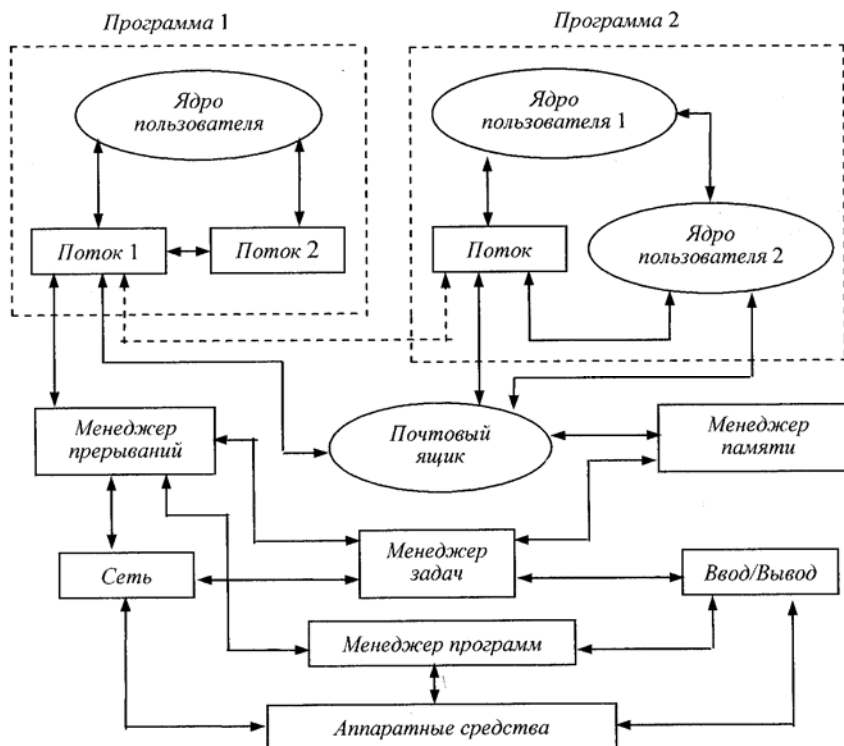 Программа 1
Программа 2
Ядро
пользователя
Ядро
пользователя 1
Поток 1
Поток 2
Поток
Ядро
пользователя 2
Менеджер
прерываний
Почтовый
ящик
Менеджер
памяти
Сеть
Менеджер
задач
Ввод/Вывод
Менеджер программ
Аппаратные средства